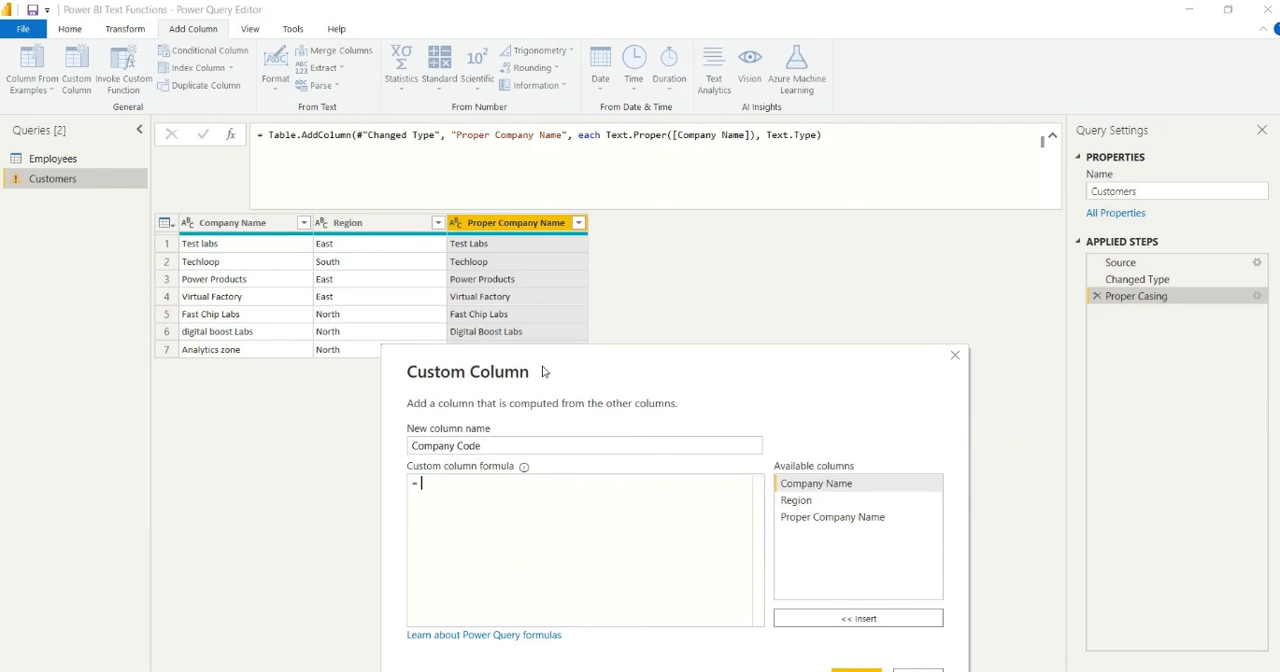 Power BI Text Functions - Power Query Editor
File Home Transform Add Column View Tools Help
Column From Examples
Custom Column
Invoke Custom Function
Conditional Column
Index Column
Duplicate Column
General
Format
Merge Columns
Extract
Parse
From Text
Statistics
Standard
Scientific
Trigonometry
Rounding
Information
From Number
Date
Time
Duration
From Date & Time
Text Analytics
Vision
Azure Machine Learning
AI Insights
Queries [2]
Employees
Customers
= Table.AddColumn(#"Changed Type", "Proper Company Name", each Text.Proper([Company Name]), Text.Type)
Company Name Region Proper Company Name
1 Test labs East Test Labs
2 Techloop South Techloop
3 Power Products East Power Products
4 Virtual Factory East Virtual Factory
5 Fast Chip Labs North Fast Chip Labs
6 digital boost Labs North Digital Boost Labs
7 Analytics zone North
Custom Column
Add a column that is computed from the other columns.
New column name
Company Code
Custom column formula
=
Available columns
Company Name
Region
Proper Company Name
<< Insert
Learn about Power Query formulas
Query Settings
PROPERTIES
Name
Customers
All Properties
APPLIED STEPS
Source
Changed Type
Proper Casing